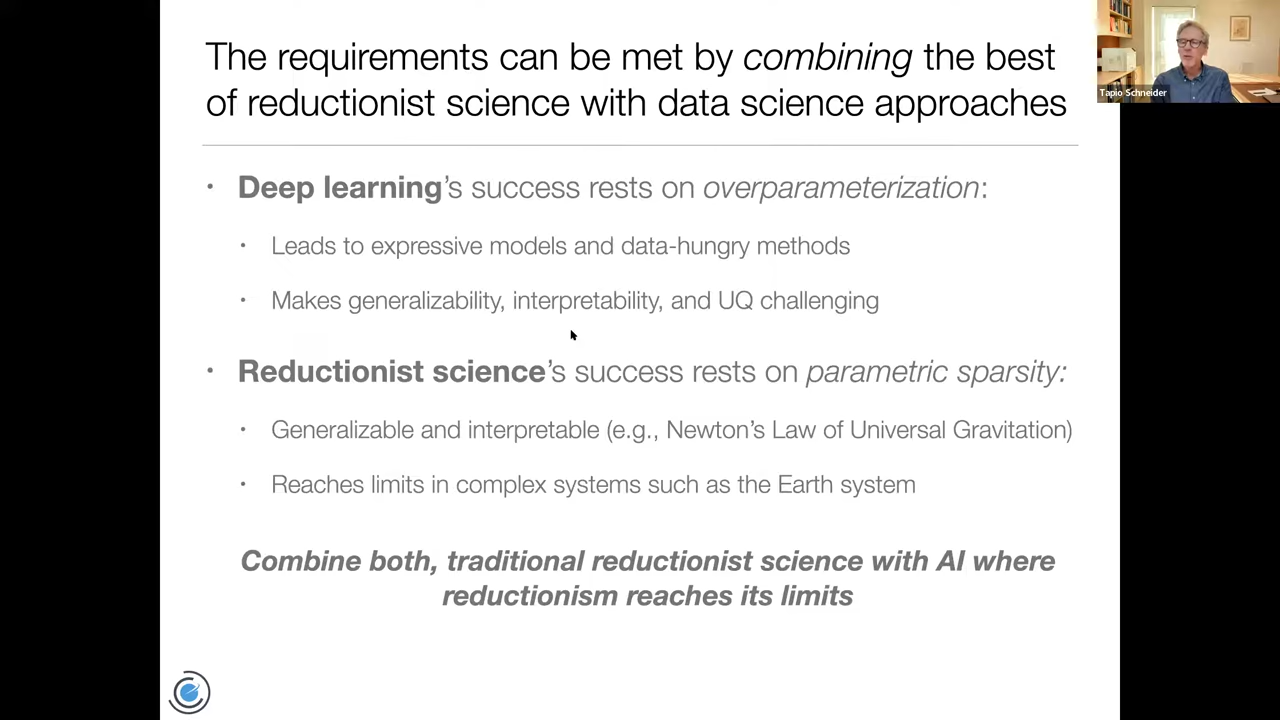 The requirements can be met by combining the best
of reductionist science with data science approaches
Tapio Schneider
• Deep learning's success rests on overparameterization:
• Leads to expressive models and data-hungry methods
• Makes generalizability, interpretability, and UQ challenging
• Reductionist science's success rests on parametric sparsity:
• Generalizable and interpretable (e.g., Newton's Law of Universal Gravitation)
• Reaches limits in complex systems such as the Earth system
Combine both, traditional reductionist science with AI where
reductionism reaches its limits